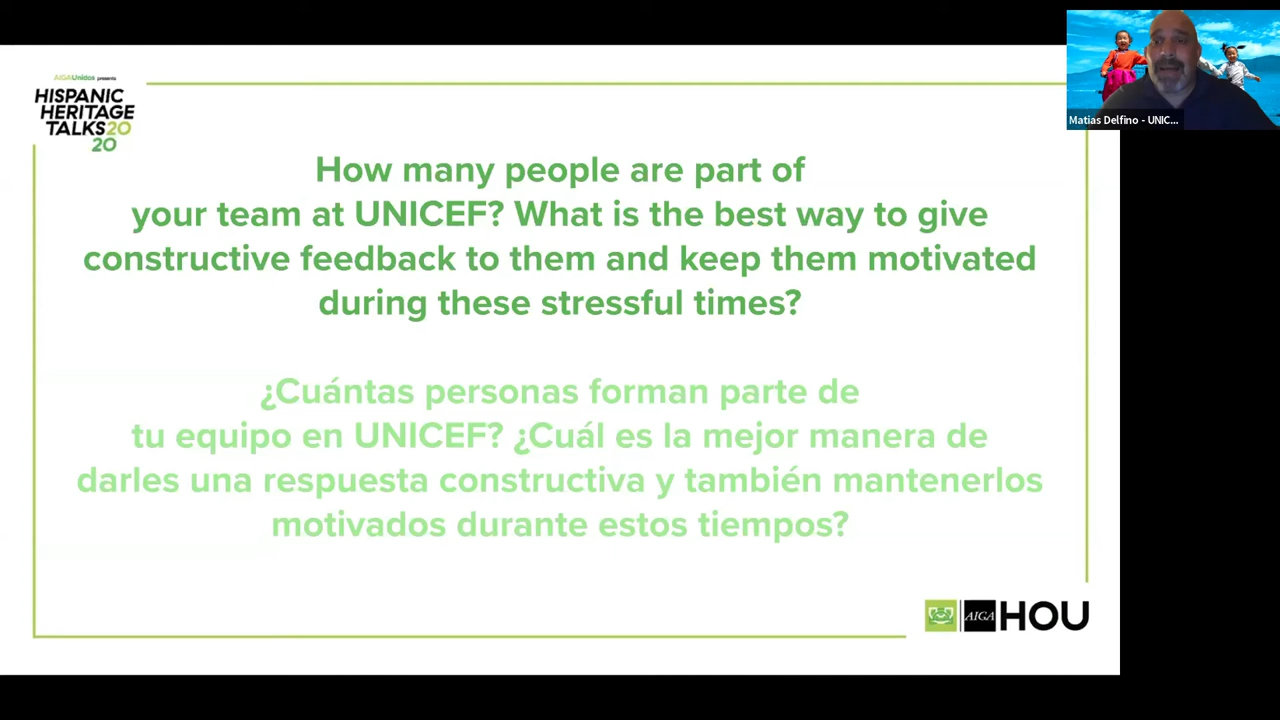 AIGAUnidos presents
HISPANIC
HERITAGE
TALKS20
20
How many people are part of
your team at UNICEF? What is the best way to give
constructive feedback to them and keep them motivated
during these stressful times?
¿Cuántas personas forman parte de
tu equipo en UNICEF? ¿Cuál es la mejor manera de
darles una respuesta constructiva y también mantenerlos
motivados durante estos tiempos?
AIGA HOU
Matias Delfino - UNIC...